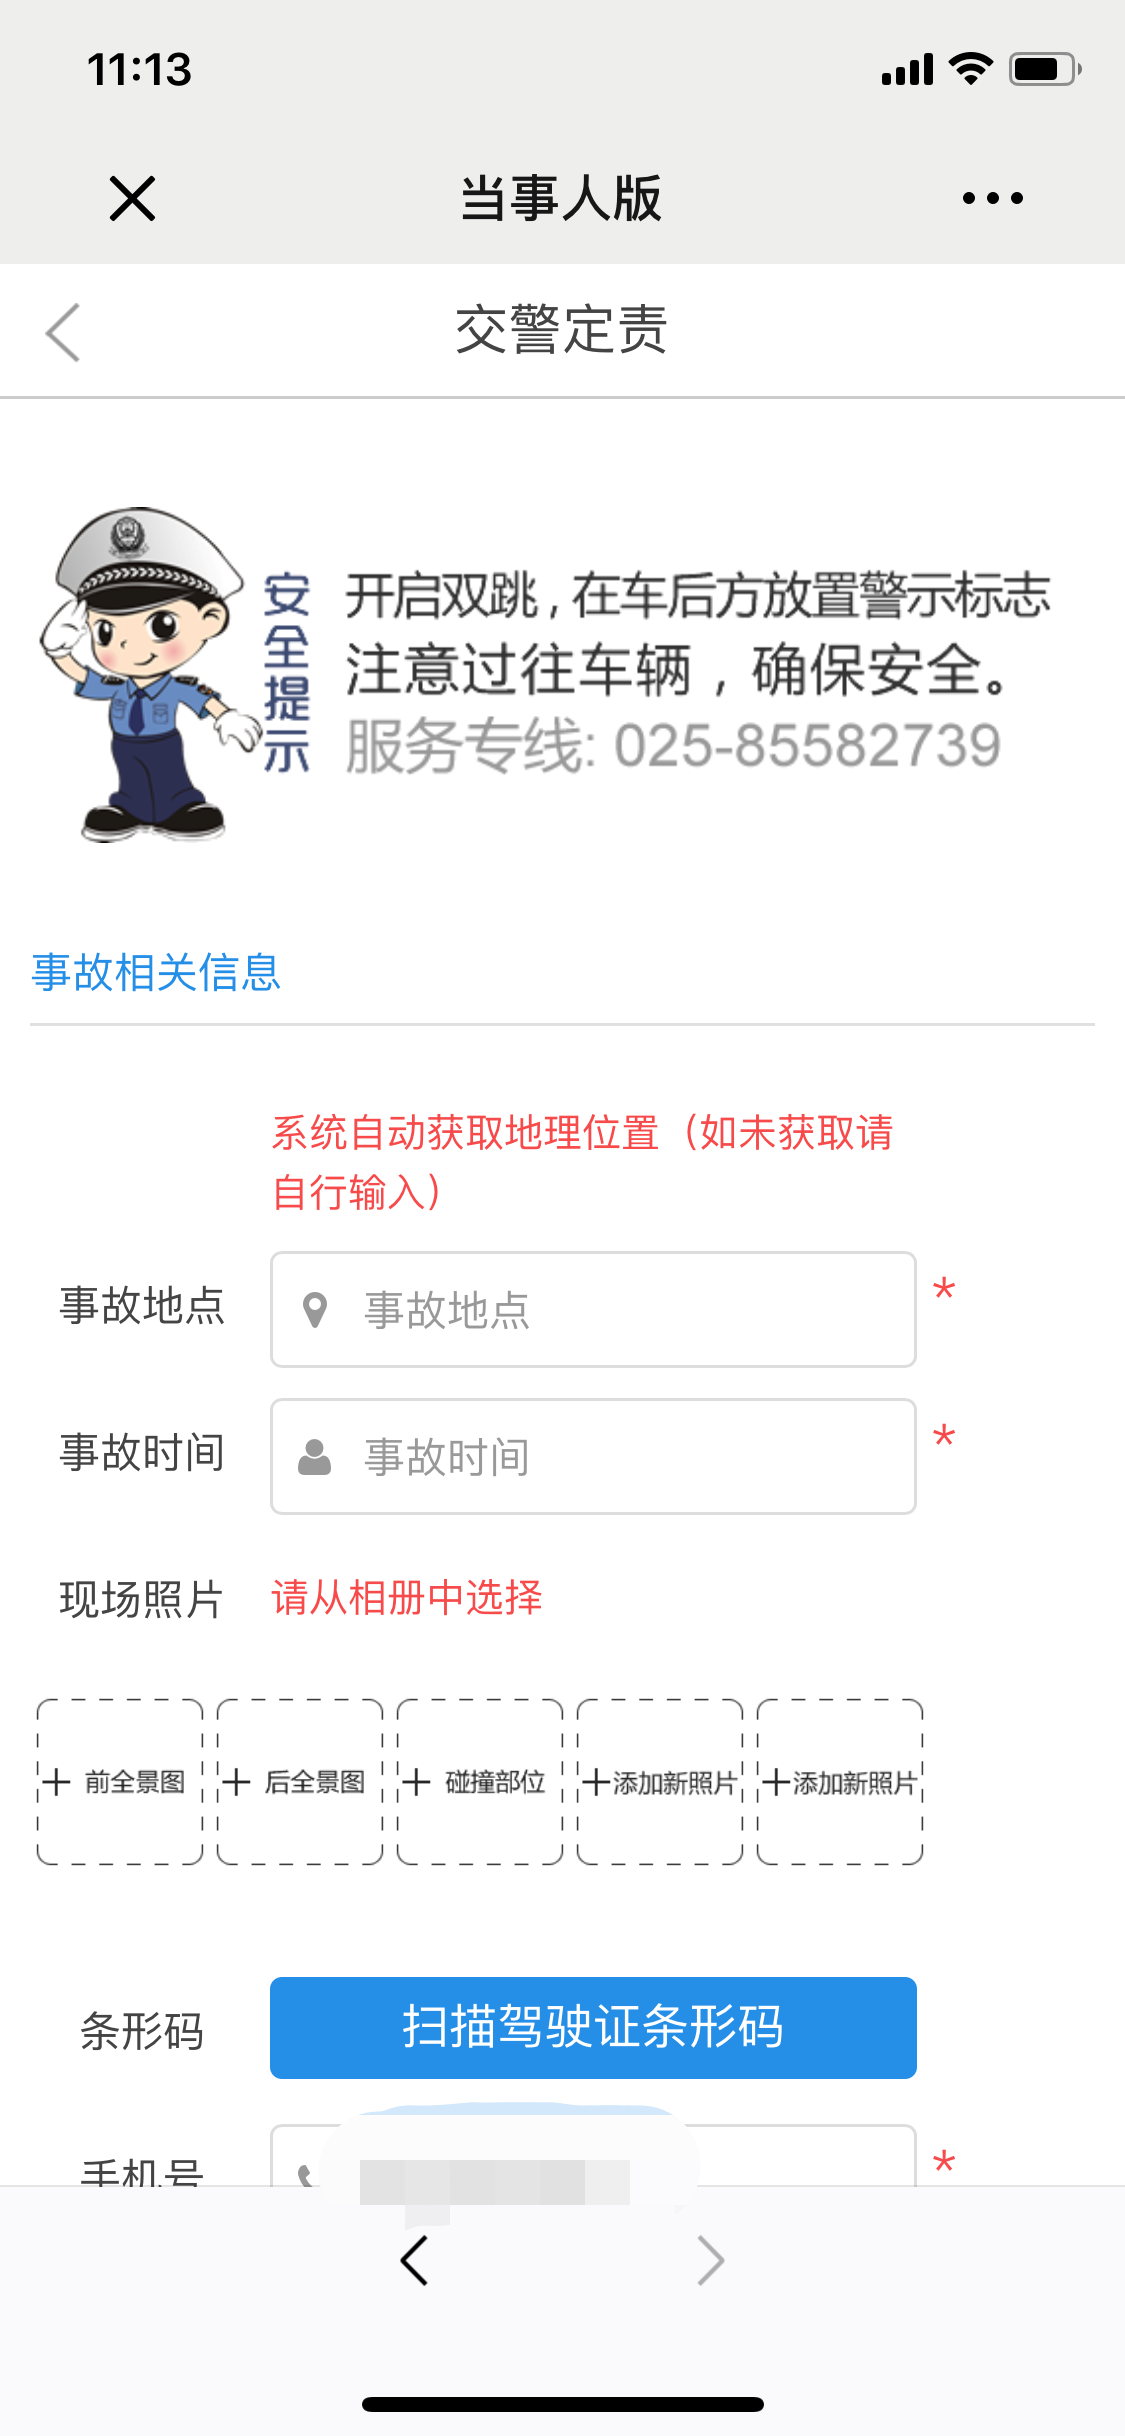 11:13
当事人版
交警定责
安全提示
开启双跳，在车后方放置警示标志
注意过往车辆，确保安全。
服务专线: 025-85582739
事故相关信息
系统自动获取地理位置（如未获取请
自行输入）
事故地点 事故地点 *
事故时间 事故时间 *
现场照片 请从相册中选择
+ 前全景图 + 后全景图 + 碰撞部位 +添加新照片 +添加新照片
条形码 扫描驾驶证条形码
手机号 *